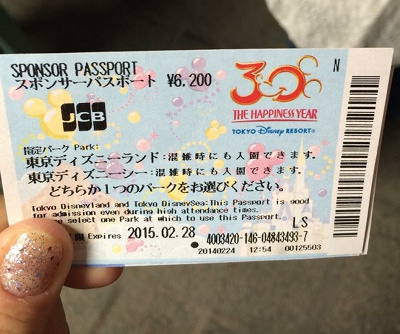 SPONSOR PASSPORT
スポンサーパスポート ¥6,200
N
JCB
30
THE HAPPINESS YEAR
TOKYO Disney RESORT®
指定パーク Park:
東京ディズニーランド:混雑時にも入園できます。
東京ディズニーシー:混雑時にも入園できます。
どちらか1つのパークをお選びください。
Tokyo Disneyland and Tokyo DisneySea:This Passport is good
for admission even during high attendance times.
select one Park at which to use this Passport.
LS
限 Expires 2015.02.28
4003420-146-04843493-7
20140224 12:54 00125503